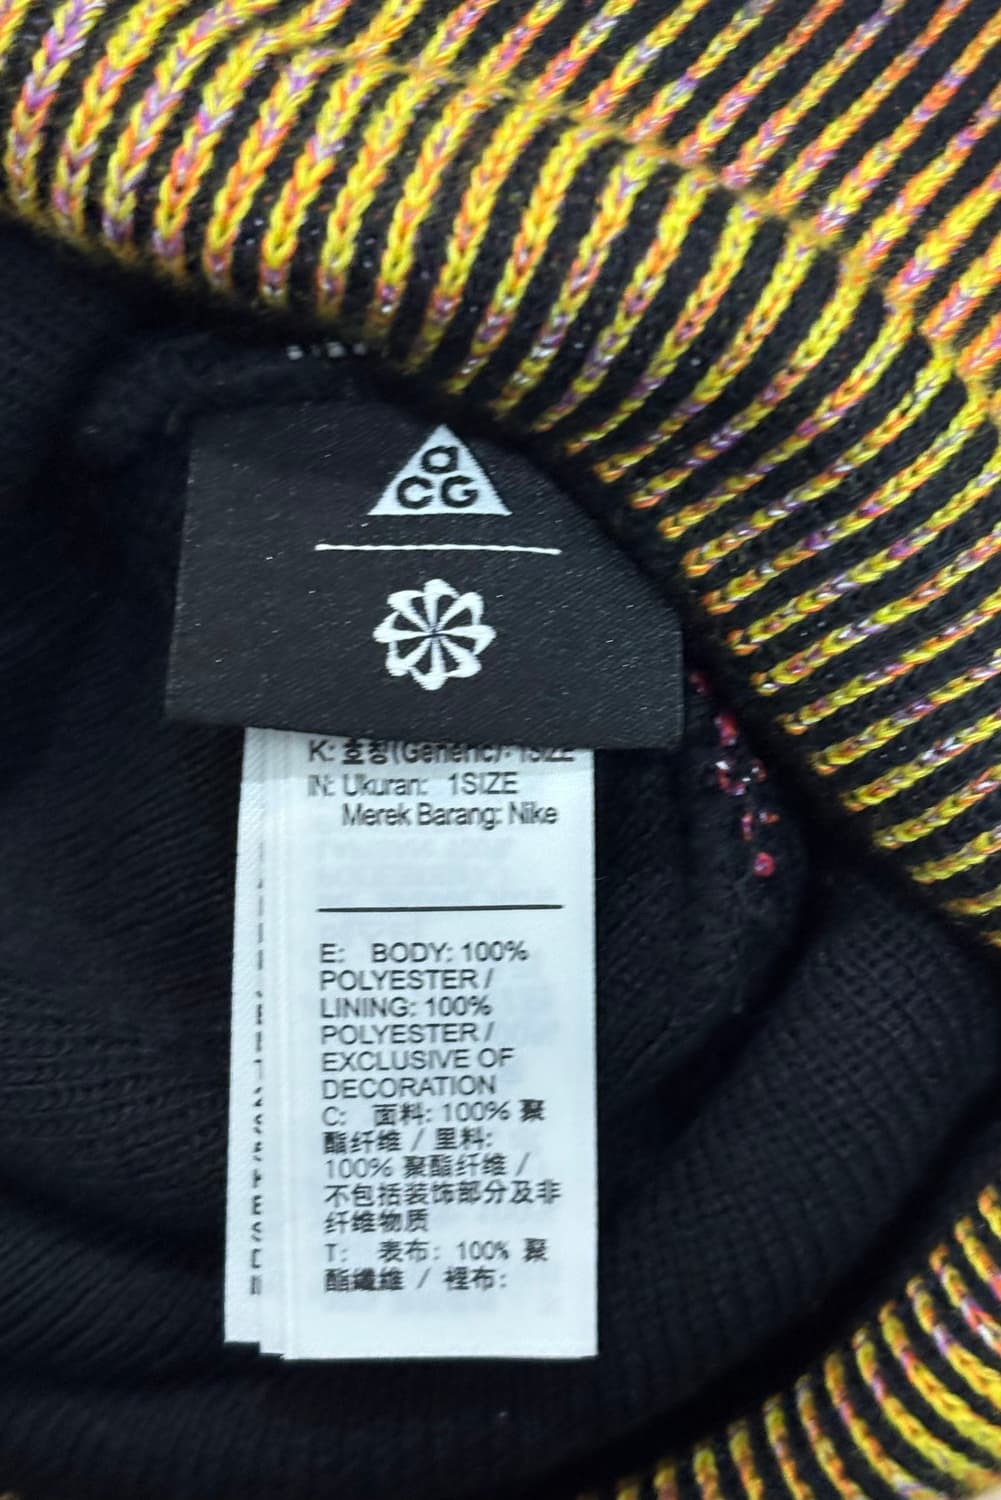 aCG
K: 호칭(Generic): 1SIZE
IN: Ukuran: 1SIZE
Merek Barang: Nike
E: BODY: 100%
POLYESTER /
LINING: 100%
POLYESTER /
EXCLUSIVE OF
DECORATION
C: 面料: 100% 聚
酯纤维 / 里料:
100% 聚酯纤维 /
不包括装饰部分及非
纤维物质
T: 表布: 100% 聚
酯纖維 / 裡布: